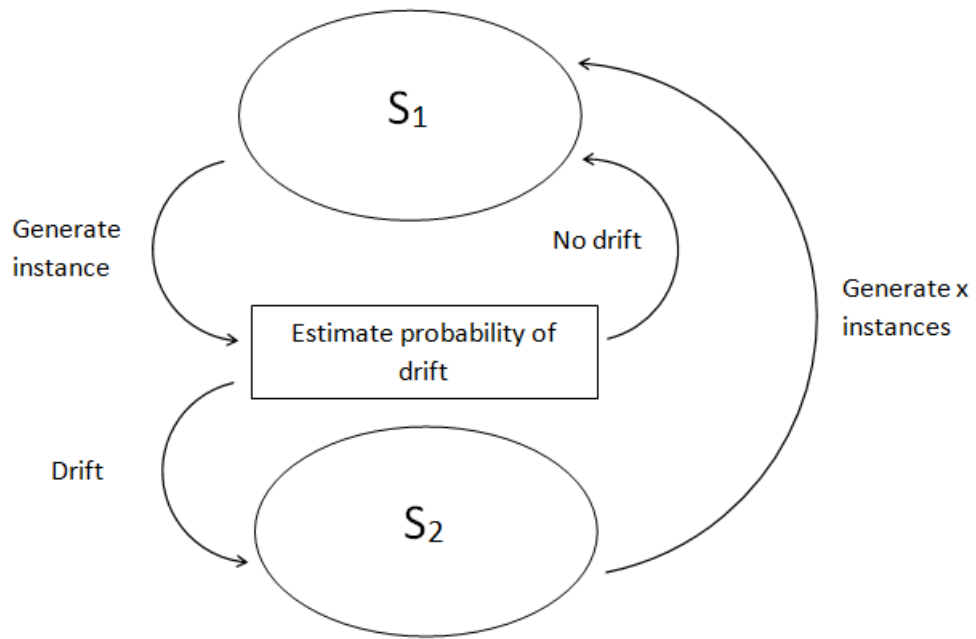 S₁
Generate
instance
No drift
Generate x
instances
Estimate probability of
drift
Drift
S₂